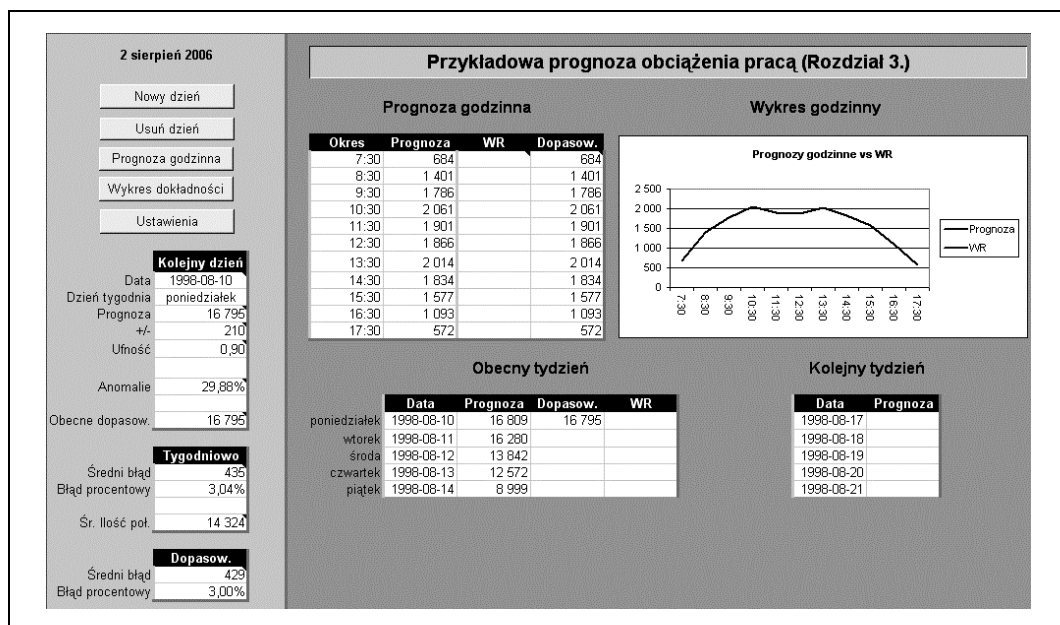 2 sierpień 2006
Nowy dzień
Usuń dzień
Prognoza godzinna
Wykres dokładności
Ustawienia
Kolejny dzień
Data 1998-08-10
Dzień tygodnia poniedziałek
Prognoza 16 795
+/- 210
Ufność 0,90
Anomalie 29,88%
Obecne dopasow. 16 795
Tygodniowo
Średni błąd 435
Błąd procentowy 3,04%
Śr. Ilość poł. 14 324
Dopasow.
Średni błąd 429
Błąd procentowy 3,00%
Przykładowa prognoza obciążenia pracą (Rozdział 3.)
Prognoza godzinna
Okres Prognoza WR Dopasow.
7:30 684 684
8:30 1 401 1 401
9:30 1 786 1 786
10:30 2 061 2 061
11:30 1 901 1 901
12:30 1 866 1 866
13:30 2 014 2 014
14:30 1 834 1 834
15:30 1 577 1 577
16:30 1 093 1 093
17:30 572 572
Wykres godzinny
Prognozy godzinne vs WR
2 500
2 000
1 500
1 000
500
0
7:30 8:30 9:30 10:30 11:30 12:30 13:30 14:30 15:30 16:30 17:30
Prognoza
WR
Obecny tydzień
Data Prognoza Dopasow. WR
poniedziałek 1998-08-10 16 809 16 795
wtorek 1998-08-11 16 280
środa 1998-08-12 13 842
czwartek 1998-08-13 12 572
piątek 1998-08-14 8 999
Kolejny tydzień
Data Prognoza
1998-08-17
1998-08-18
1998-08-19
1998-08-20
1998-08-21